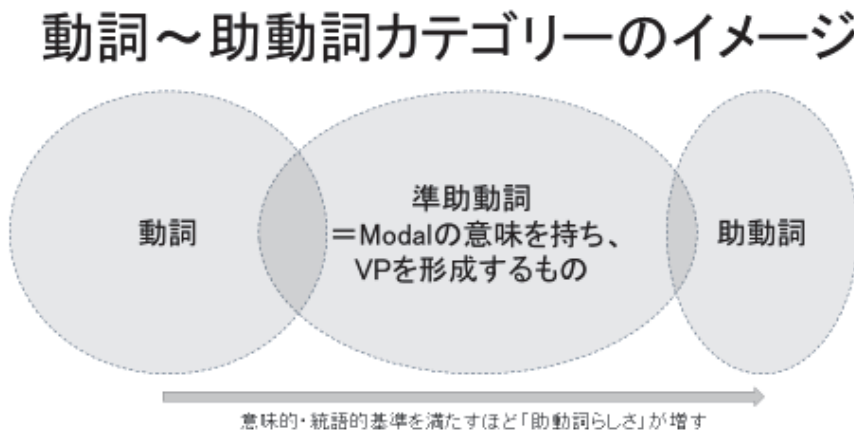 動詞～助動詞カテゴリーのイメージ
動詞
準助動詞
＝Modalの意味を持ち、
VPを形成するもの
助動詞
意味的・統語的基準を満たすほど「助動詞らしさ」が増す